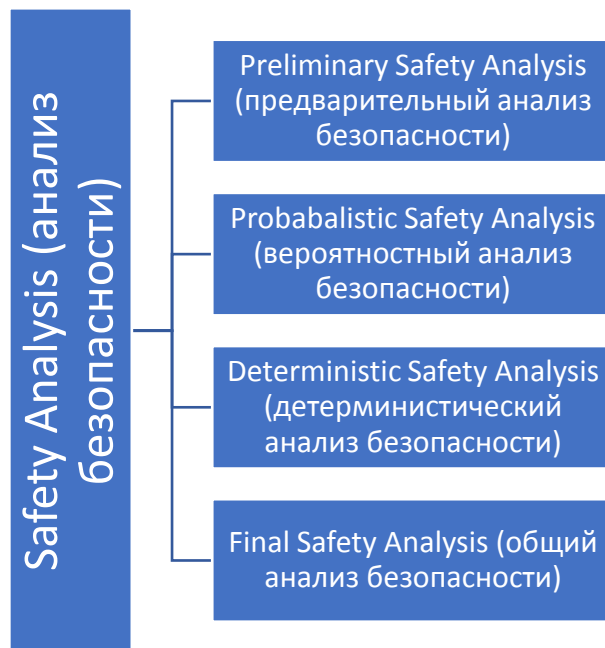 Safety Analysis (анализ
безопасности)
Preliminary Safety Analysis
(предварительный анализ
безопасности)
Probabalistic Safety Analysis
(вероятностный анализ
безопасности)
Deterministic Safety Analysis
(детерминистический
анализ безопасности)
Final Safety Analysis (общий
анализ безопасности)